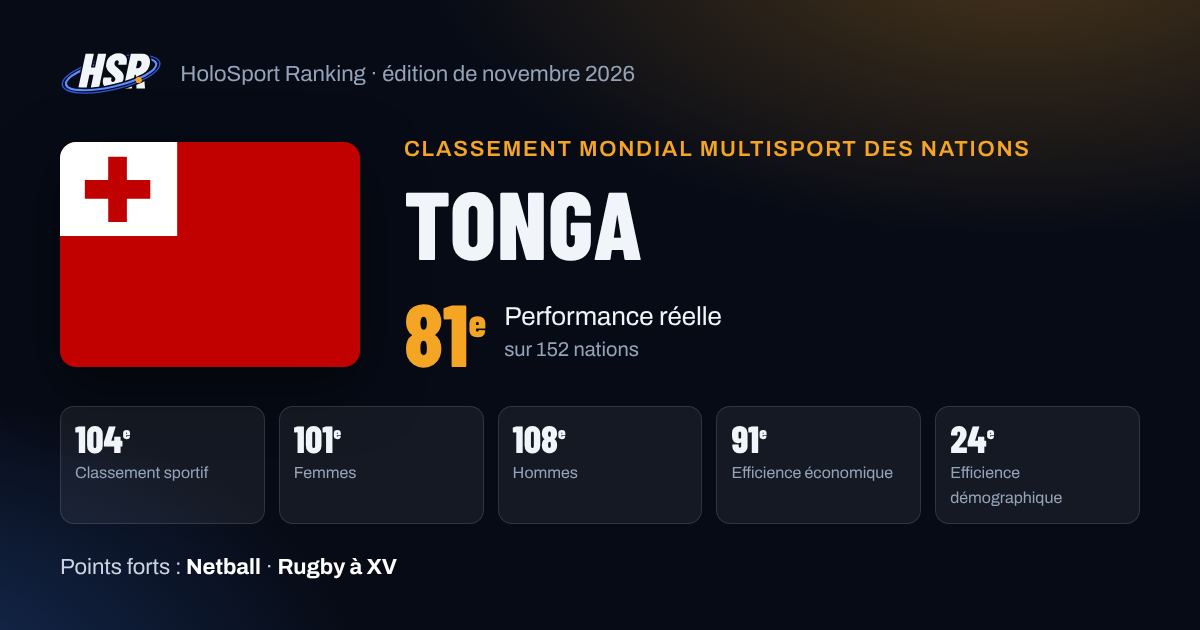 HSR HoloSport Ranking · édition de novembre 2026
CLASSEMENT MONDIAL MULTISPORT DES NATIONS
TONGA
81e Performance réelle
sur 152 nations
104e
Classement sportif
101e
Femmes
108e
Hommes
91e
Efficience économique
24e
Efficience
démographique
Points forts : Netball · Rugby à XV